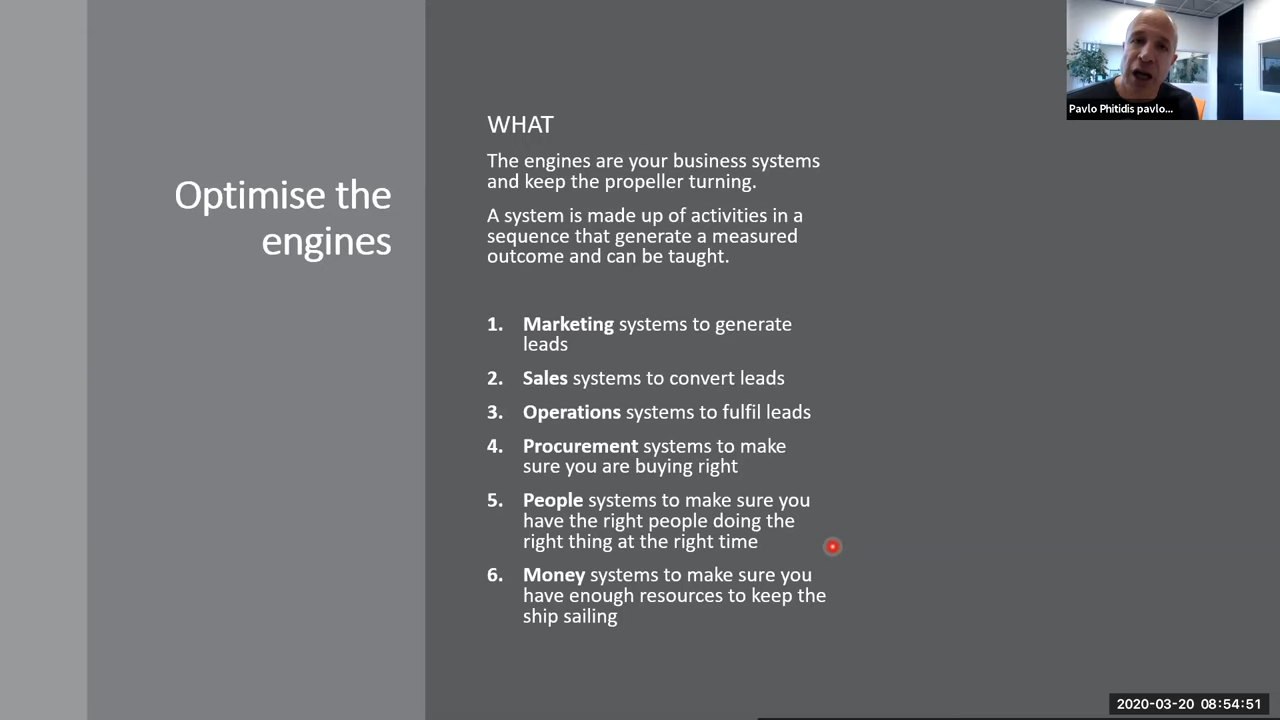 Optimise the
engines
WHAT
The engines are your business systems
and keep the propeller turning.
A system is made up of activities in a
sequence that generate a measured
outcome and can be taught.
1. Marketing systems to generate
leads
2. Sales systems to convert leads
3. Operations systems to fulfil leads
4. Procurement systems to make
sure you are buying right
5. People systems to make sure you
have the right people doing the
right thing at the right time
6. Money systems to make sure you
have enough resources to keep the
ship sailing
Pavlo Phitidis pavlo...
2020-03-20 08:54:51